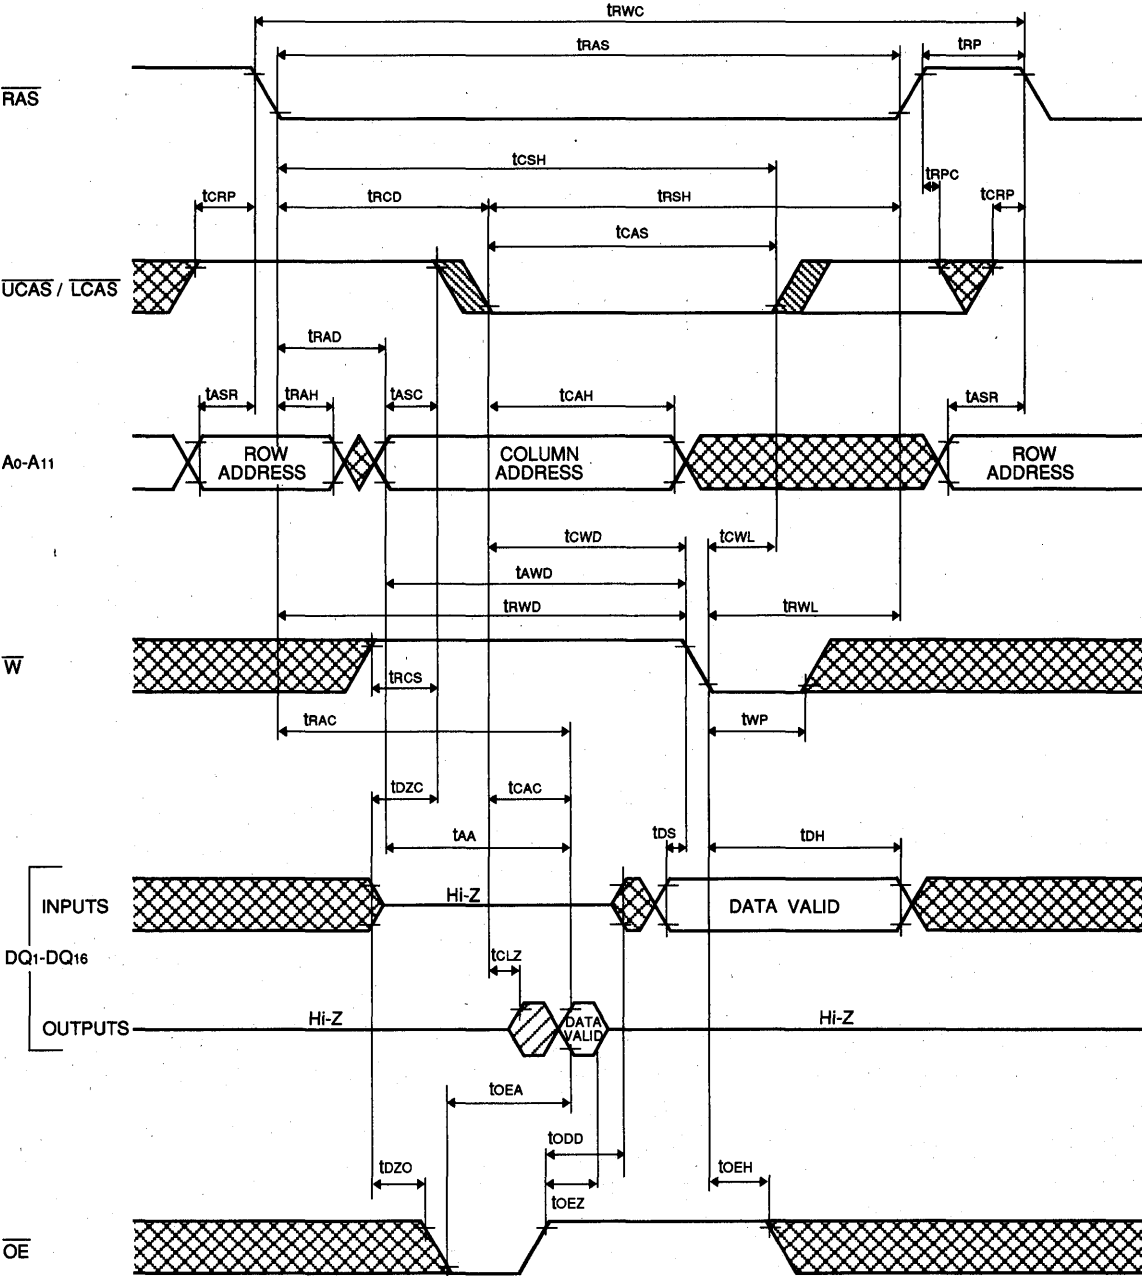 tRWC
tRAS
tRP
RAS
tCSH
tRPC
tCRP
tRCD
tRSH
tCRP
tCAS
UCAS / LCAS
tRAD
tASR
tRAH
tASC
tCAH
tASR
A0-A11
ROW
ADDRESS
COLUMN
ADDRESS
ROW
ADDRESS
tCWD
tCWL
tAWD
tRWD
tRWL
W
tRCS
tRAC
tWP
tDZC
tCAC
tAA
tDS
tDH
INPUTS
Hi-Z
DATA VALID
DQ1-DQ16
tCLZ
OUTPUTS
Hi-Z
DATA
VALID
Hi-Z
tOEA
tODD
tDZO
tOEZ
tOEH
OE